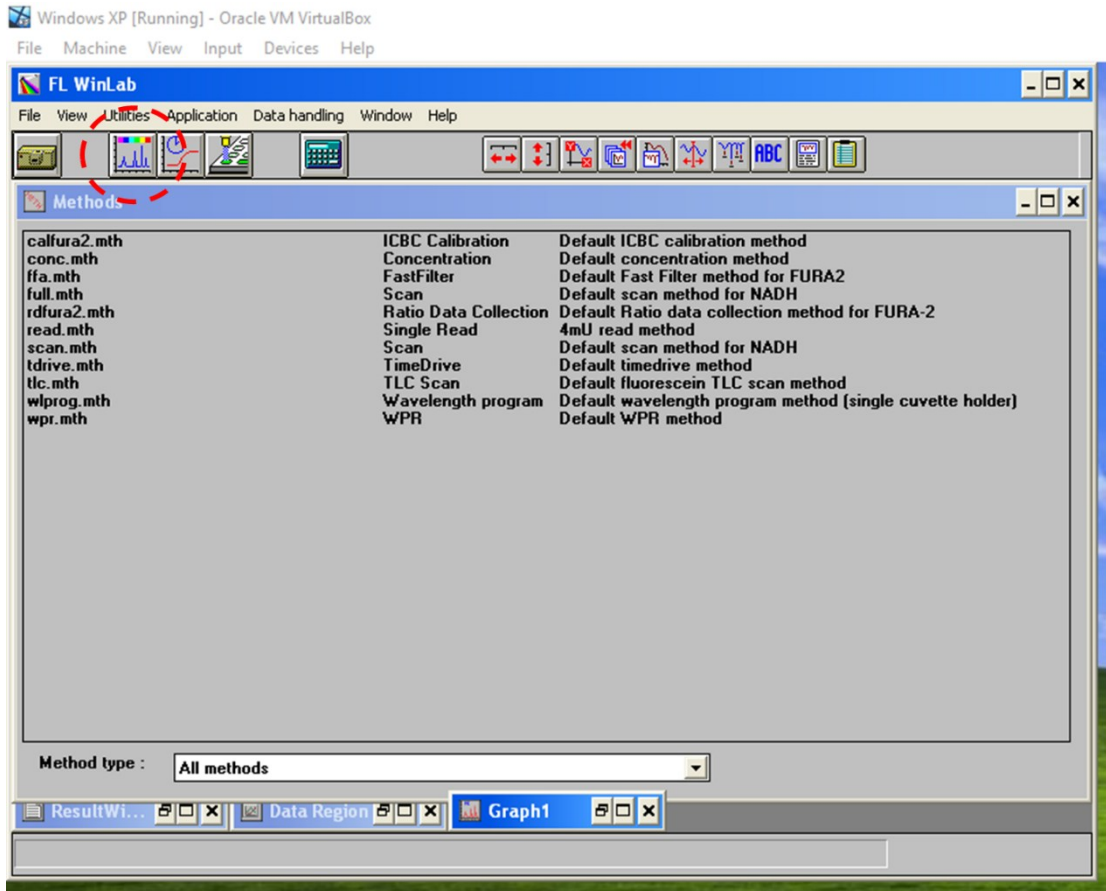 Windows XP [Running] - Oracle VM VirtualBox
File Machine View Input Devices Help
FL WinLab
File View Utilities Application Data handling Window Help
ABC
Methods
calfura2.mth ICBC Calibration Default ICBC calibration method
conc.mth Concentration Default concentration method
ffa.mth FastFilter Default Fast Filter method for FURA2
full.mth Scan Default scan method for NADH
rdfura2.mth Ratio Data Collection Default Ratio data collection method for FURA-2
read.mth Single Read 4mU read method
scan.mth Scan Default scan method for NADH
tdrive.mth TimeDrive Default timedrive method
tlc.mth TLC Scan Default fluorescein TLC scan method
wlprog.mth Wavelength program Default wavelength program method (single cuvette holder)
wpr.mth WPR Default WPR method
Method type : All methods
ResultWi... Data Region Graph1